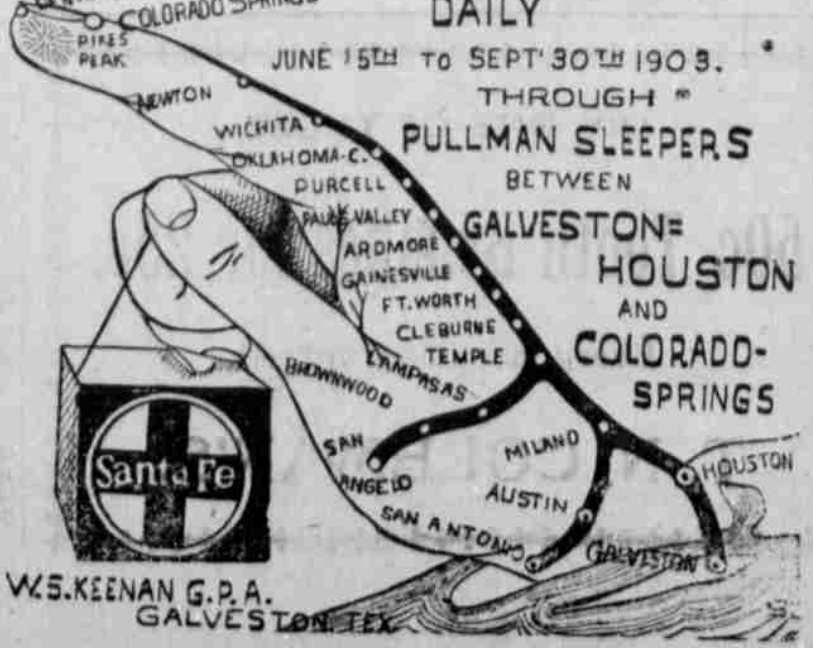 COLORADO SPRINGS
PIKES
PEAK
DAILY
JUNE 15TH TO SEPT' 30TH 1903.
THROUGH
PULLMAN SLEEPERS
BETWEEN
GALVESTON=
HOUSTON
AND
COLORADO-
SPRINGS
NEWTON
WICHITA
OKLAHOMA-C.
PURCELL
PAULS VALLEY
ARDMORE
GAINESVILLE
FT. WORTH
CLEBURNE
TEMPLE
LAMPASAS
BROWNWOOD
SAN
ANGELO
MILANO
AUSTIN
SAN ANTONIO
HOUSTON
GALVESTON
Santa Fe
W.S. KEENAN G.P.A.
GALVESTON, TEX.